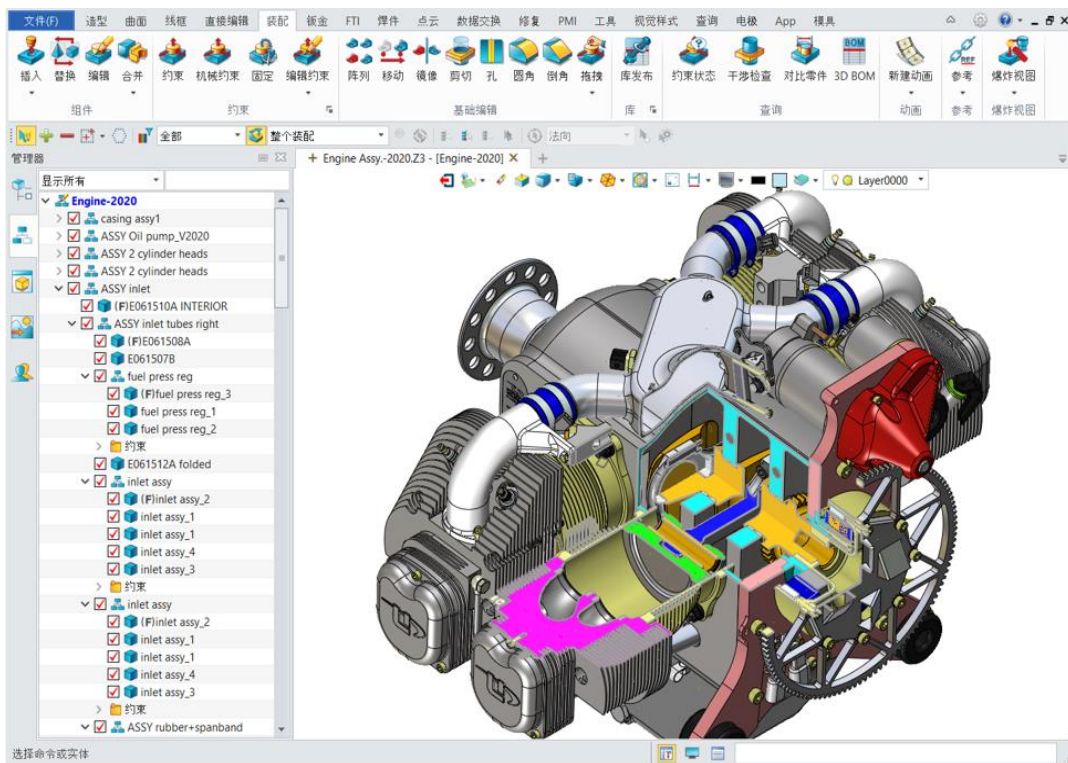 文件(F) 造型 曲面 线框 直接编辑 装配 钣金 FTI 焊件 点云 数据交换 修复 PMI 工具 视觉样式 查询 电极 App 模具
插入 替换 编辑 合并 约束 机械约束 固定 编辑约束 阵列 移动 镜像 剪切 孔 圆角 倒角 拖拽 库发布 约束状态 干涉检查 对比零件 3D BOM 新建动画 参考 爆炸视图
组件 约束 基础编辑 库 查询 动画 参考 爆炸视图
全部 整个装配 法向
管理器 Engine Assy.-2020.Z3 - [Engine-2020]
显示所有 Layer0000
Engine-2020
casing assy1
ASSY Oil pump_V2020
ASSY 2 cylinder heads
ASSY 2 cylinder heads
ASSY inlet
(F)E061510A INTERIOR
ASSY inlet tubes right
(F)E061508A
E061507B
fuel press reg
(F)fuel press reg_3
fuel press reg_1
fuel press reg_2
约束
E061512A folded
inlet assy
(F)inlet assy_2
inlet assy_1
inlet assy_1
inlet assy_4
inlet assy_3
约束
inlet assy
(F)inlet assy_2
inlet assy_1
inlet assy_1
inlet assy_4
inlet assy_3
约束
ASSY rubber+spanband
选择命令或实体